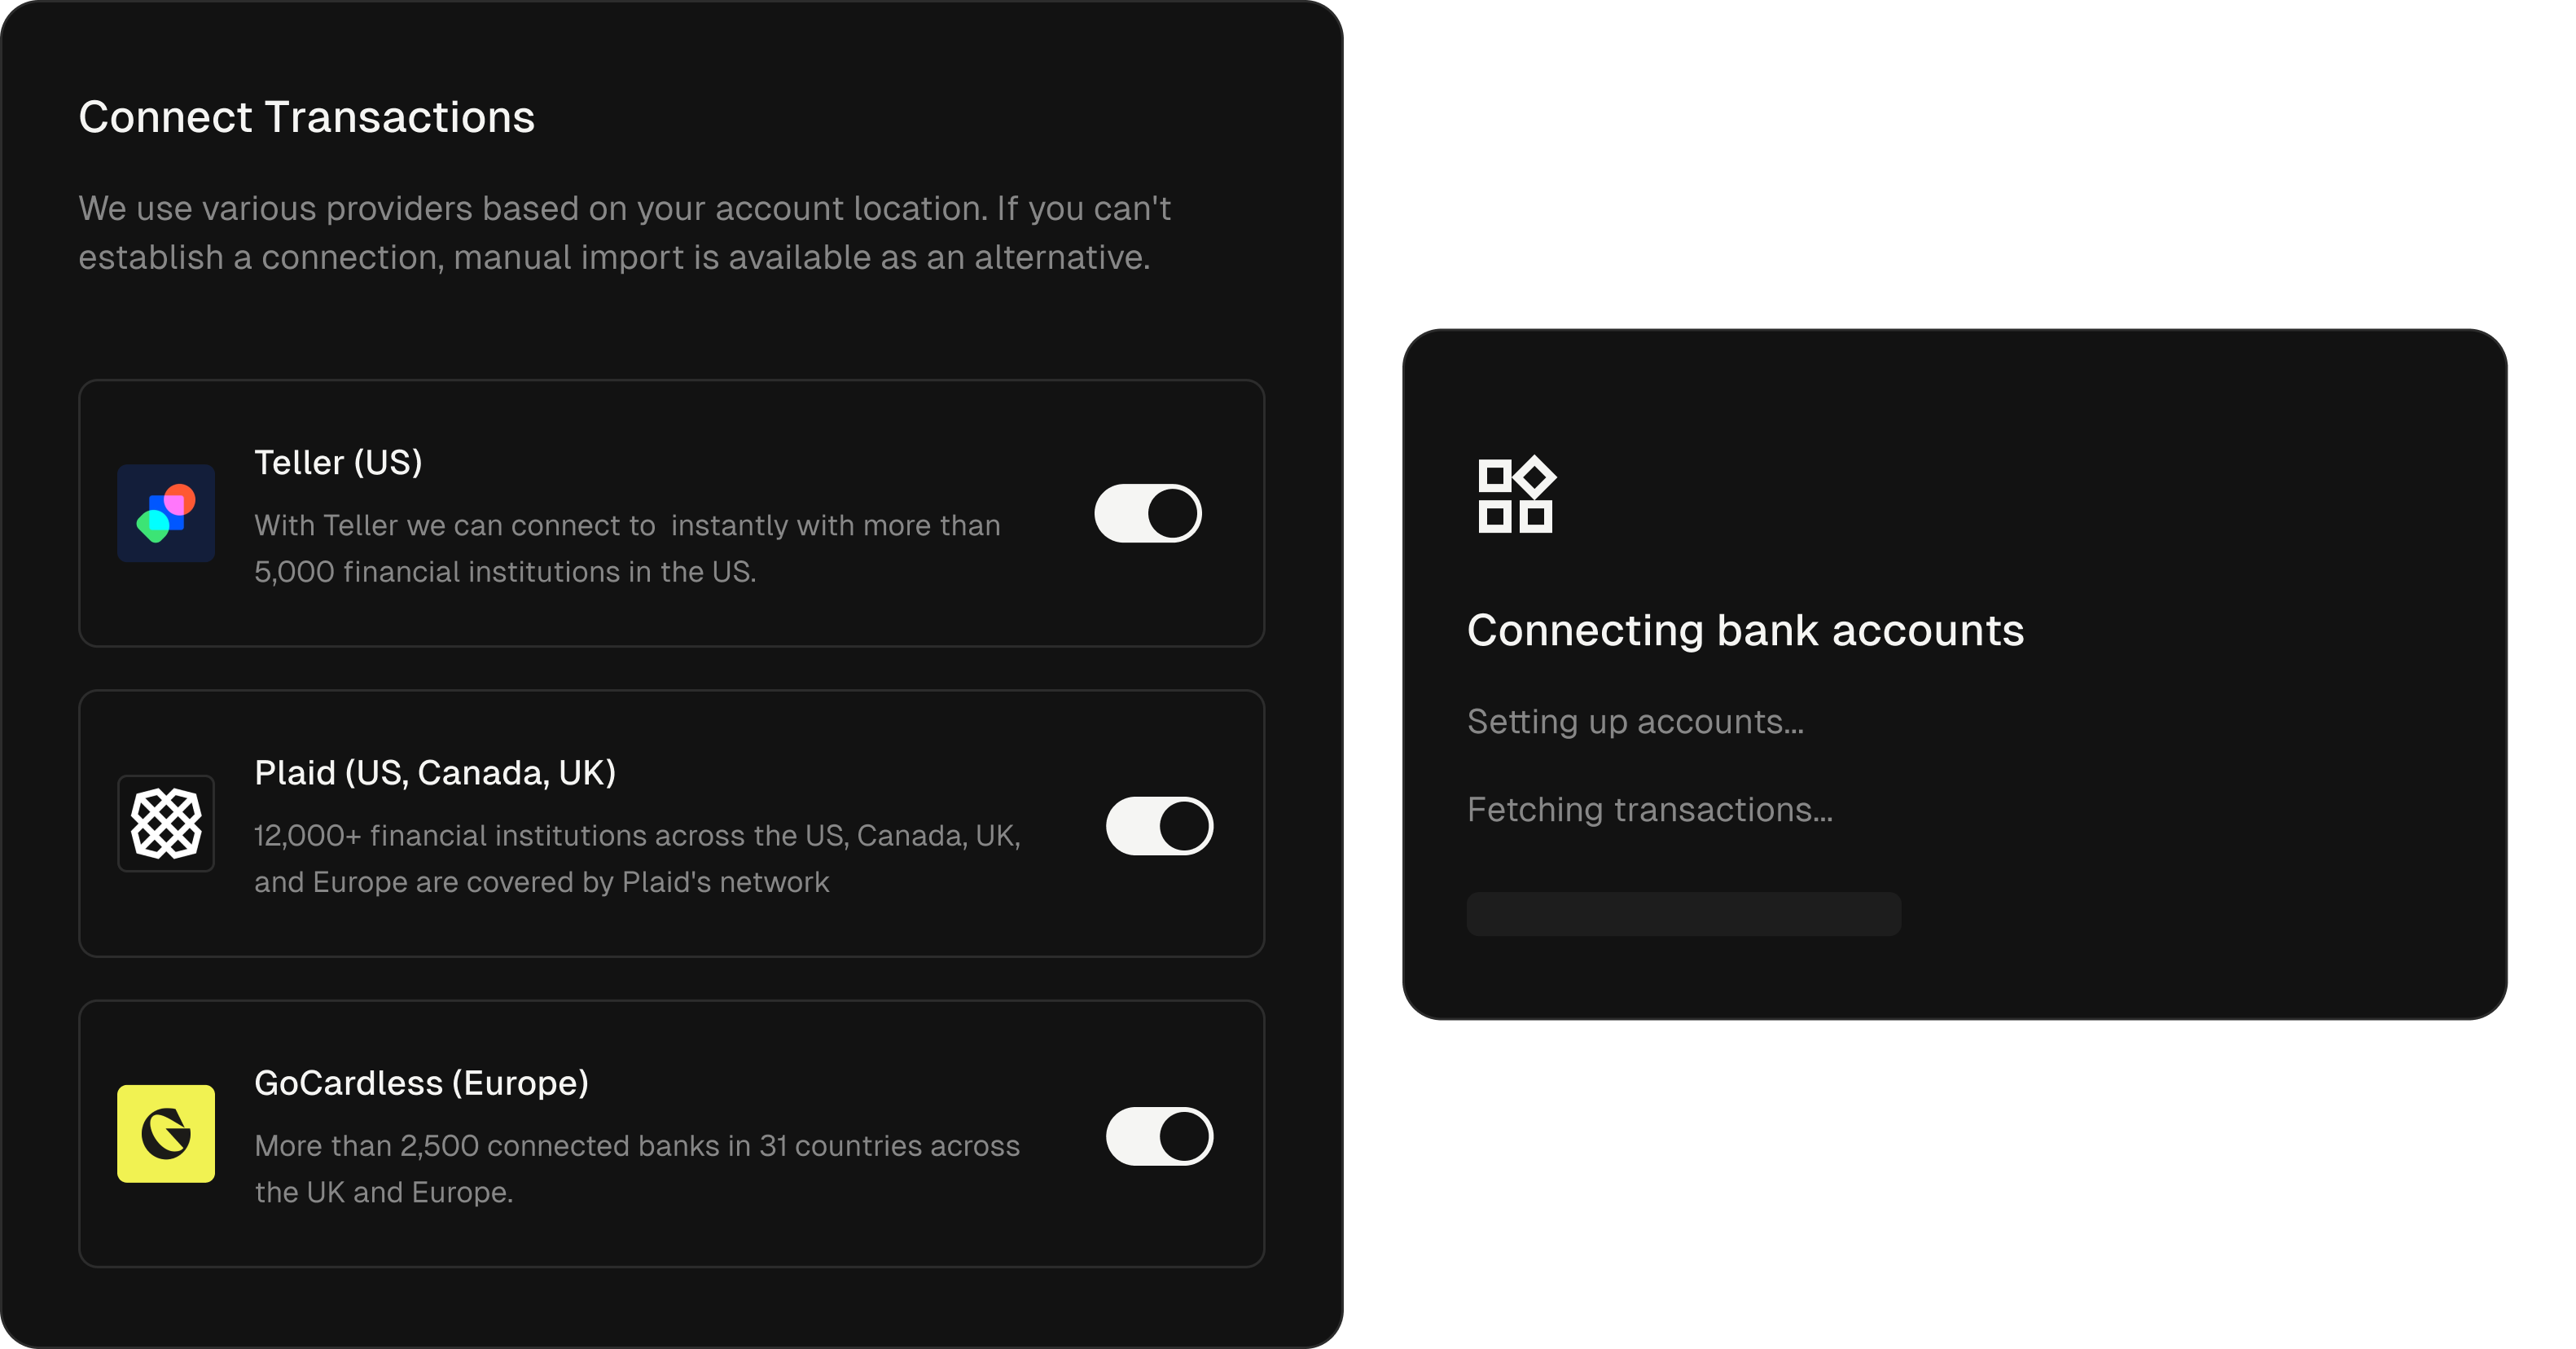 Connect Transactions
We use various providers based on your account location. If you can't
establish a connection, manual import is available as an alternative.
Teller (US)
With Teller we can connect to  instantly with more than
5,000 financial institutions in the US.
Plaid (US, Canada, UK)
12,000+ financial institutions across the US, Canada, UK,
and Europe are covered by Plaid's network
GoCardless (Europe)
More than 2,500 connected banks in 31 countries across
the UK and Europe.
Connecting bank accounts
Setting up accounts...
Fetching transactions...